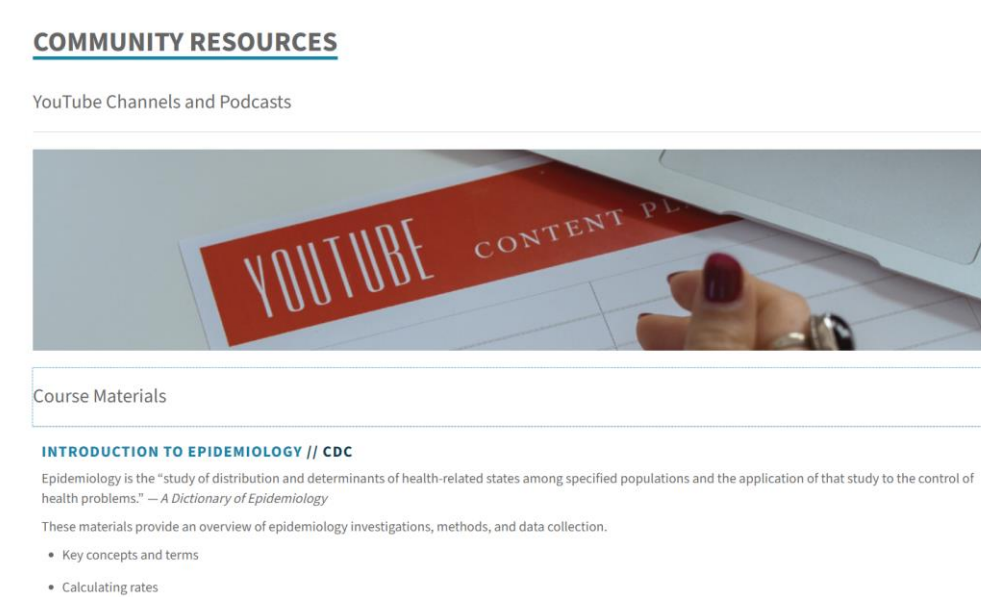 COMMUNITY RESOURCES
YouTube Channels and Podcasts
YOUTUBE CONTENT
Course Materials
INTRODUCTION TO EPIDEMIOLOGY // CDC
Epidemiology is the “study of distribution and determinants of health-related states among specified populations and the application of that study to the control of
health problems.” — A Dictionary of Epidemiology
These materials provide an overview of epidemiology investigations, methods, and data collection.
• Key concepts and terms
• Calculating rates